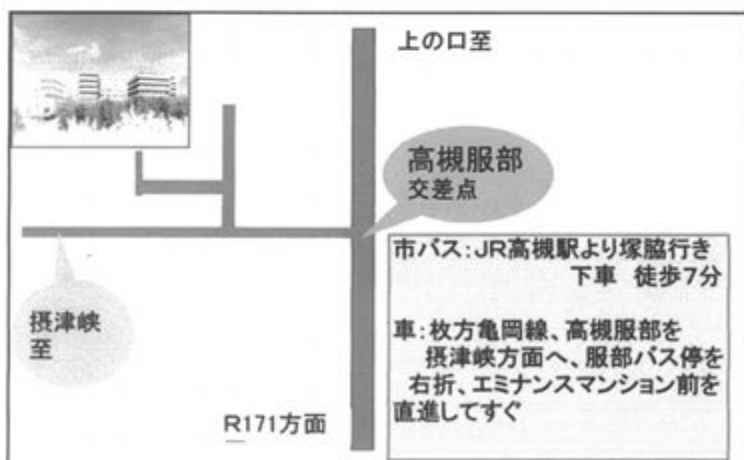 上の口至
高槻服部
交差点
市バス:JR高槻駅より塚脇行き
下車 徒歩7分
摂津峡
至
車:枚方亀岡線、高槻服部を
摂津峡方面へ、服部バス停を
右折、エミナンスマンション前を
直進してすぐ
R171方面